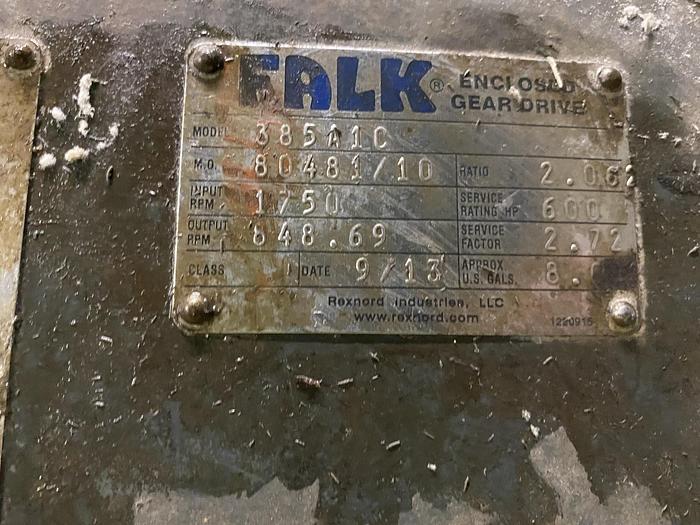 FALK® ENCLOSED GEAR DRIVE
MODEL 385A1C
M.O. 80481/10 RATIO 2.062
INPUT RPM 1750 SERVICE RATING HP 600
OUTPUT RPM 848.69 SERVICE FACTOR 2.72
CLASS I DATE 9/13 APPROX U.S. GALS. 8.
Rexnord Industries, LLC
www.rexnord.com 1220915